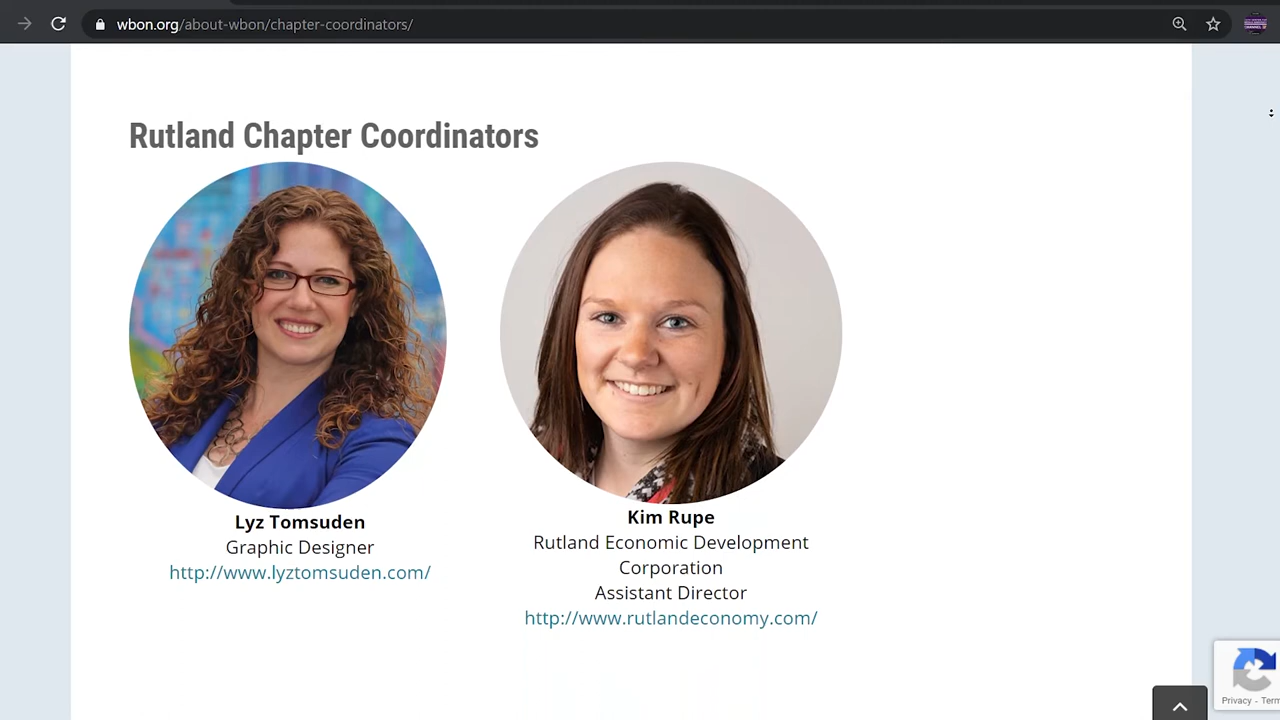 wbon.org/about-wbon/chapter-coordinators/
Rutland Chapter Coordinators
Lyz Tomsuden
Graphic Designer
http://www.lyztomsuden.com/
Kim Rupe
Rutland Economic Development
Corporation
Assistant Director
http://www.rutlandeconomy.com/
Privacy - Term